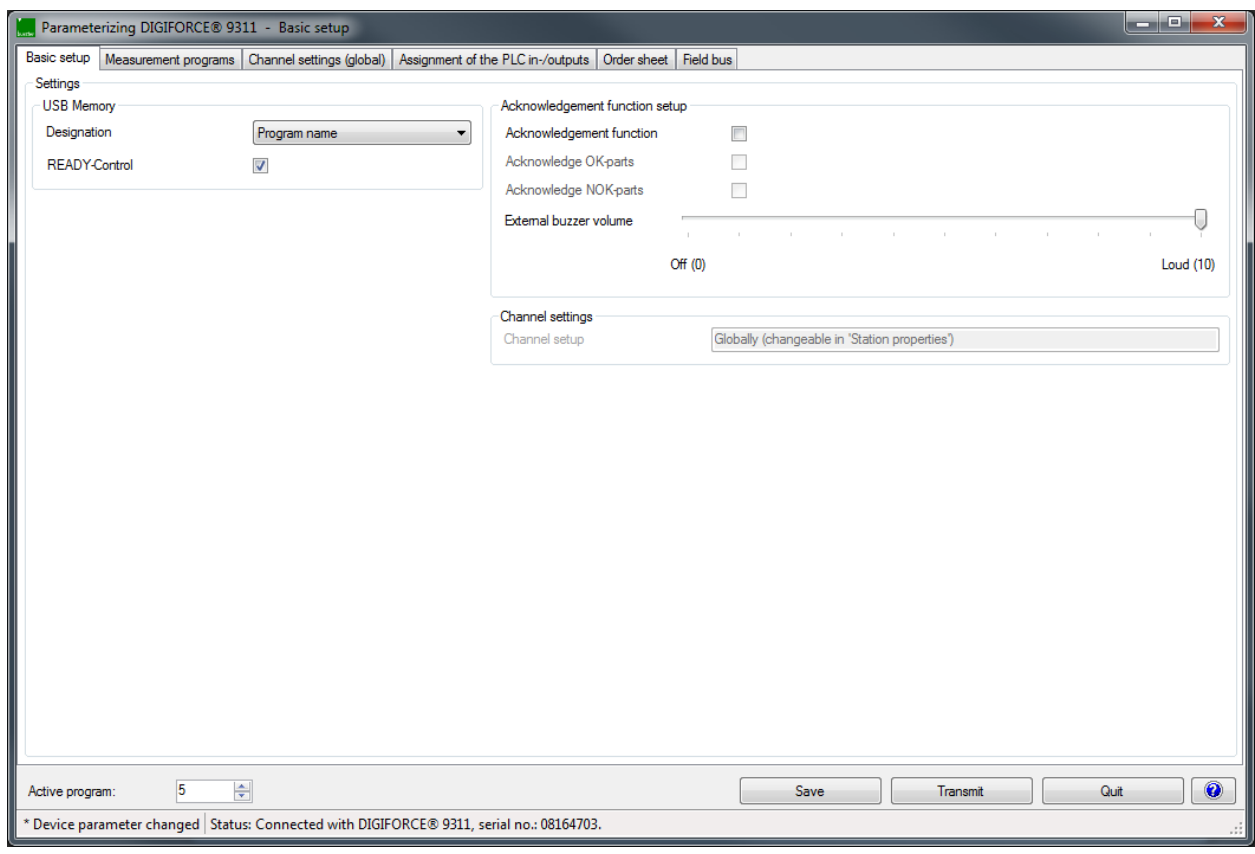 Parameterizing DIGIFORCE® 9311 - Basic setup
Basic setup Measurement programs Channel settings (global) Assignment of the PLC in-/outputs Order sheet Field bus
Settings
USB Memory
Designation Program name
READY-Control
Acknowledgement function setup
Acknowledgement function
Acknowledge OK-parts
Acknowledge NOK-parts
External buzzer volume
Off (0) Loud (10)
Channel settings
Channel setup Globally (changeable in 'Station properties')
Active program: 5 Save Transmit Quit ?
* Device parameter changed Status: Connected with DIGIFORCE® 9311, serial no.: 08164703.